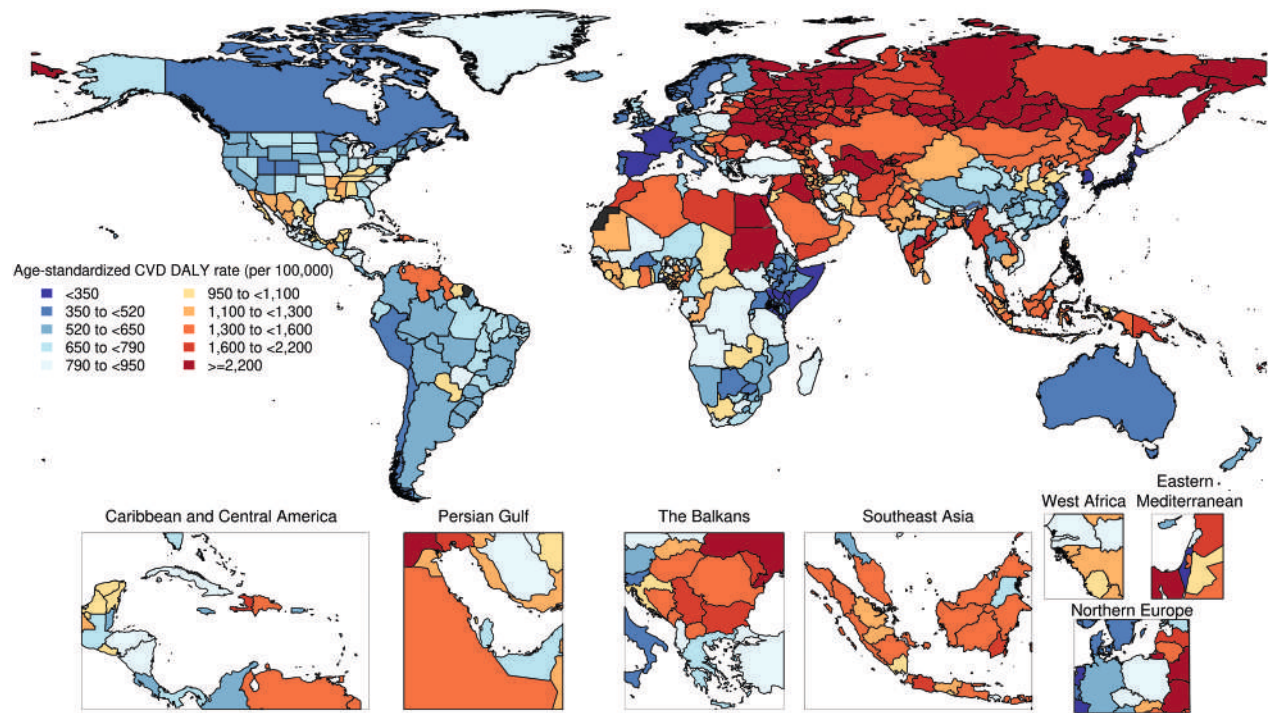 Age-standardized CVD DALY rate (per 100,000)
<350
350 to <520
520 to <650
650 to <790
790 to <950
950 to <1,100
1,100 to <1,300
1,300 to <1,600
1,600 to <2,200
>=2,200
Caribbean and Central America
Persian Gulf
The Balkans
Southeast Asia
West Africa
Eastern
Mediterranean
Northern Europe